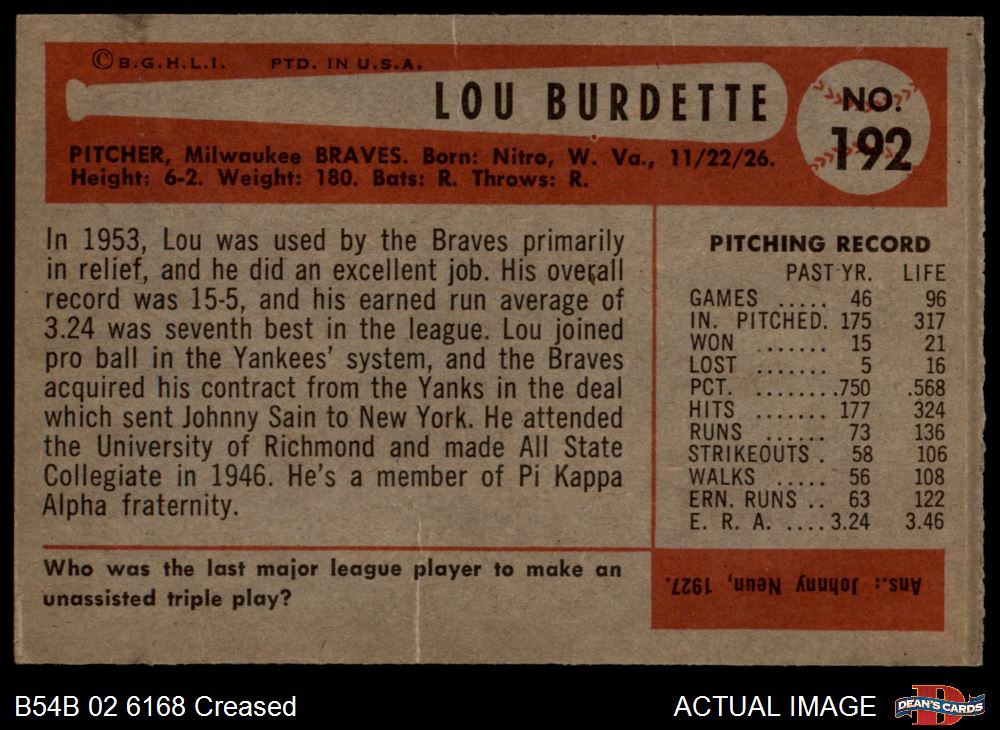 ©B.G.H.L.I. PTD. IN U.S.A.
LOU BURDETTE
NO.
192
PITCHER, Milwaukee BRAVES. Born: Nitro, W. Va., 11/22/26.
Height: 6-2. Weight: 180. Bats: R. Throws: R.
In 1953, Lou was used by the Braves primarily
in relief, and he did an excellent job. His overall
record was 15-5, and his earned run average of
3.24 was seventh best in the league. Lou joined
pro ball in the Yankees' system, and the Braves
acquired his contract from the Yanks in the deal
which sent Johnny Sain to New York. He attended
the University of Richmond and made All State
Collegiate in 1946. He's a member of Pi Kappa
Alpha fraternity.
PITCHING RECORD
PAST YR. LIFE
GAMES ..... 46 96
IN. PITCHED. 175 317
WON ....... 15 21
LOST ....... 5 16
PCT. ........750 .568
HITS ....... 177 324
RUNS ...... 73 136
STRIKEOUTS . 58 106
WALKS ..... 56 108
ERN. RUNS .. 63 122
E. R. A. ....3.24 3.46
Who was the last major league player to make an
unassisted triple play?
Ans.: Johnny Neun, 1927.
B54B 02 6168 Creased
ACTUAL IMAGE
D
DEAN'S CARDS